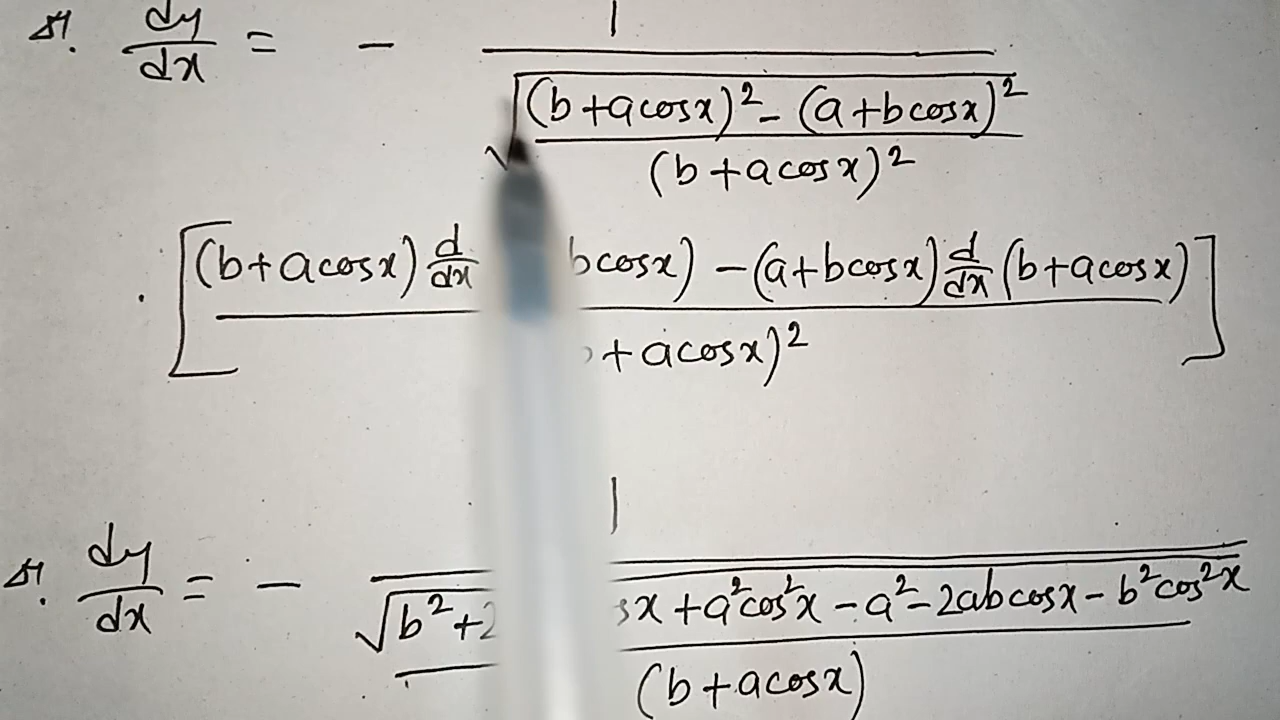 या. dy/dx = - 1/√((b+acosx)²-(a+bcosx)²/(b+acosx)²)
. [(b+acosx) d/dx bcosx) - (a+bcosx) d/dx (b+acosx) / + acosx)²]
या. dy/dx = - 1/(√(b²+2 sx + a²cos²x - a² - 2abcosx - b²cos²x)/(b+acosx))